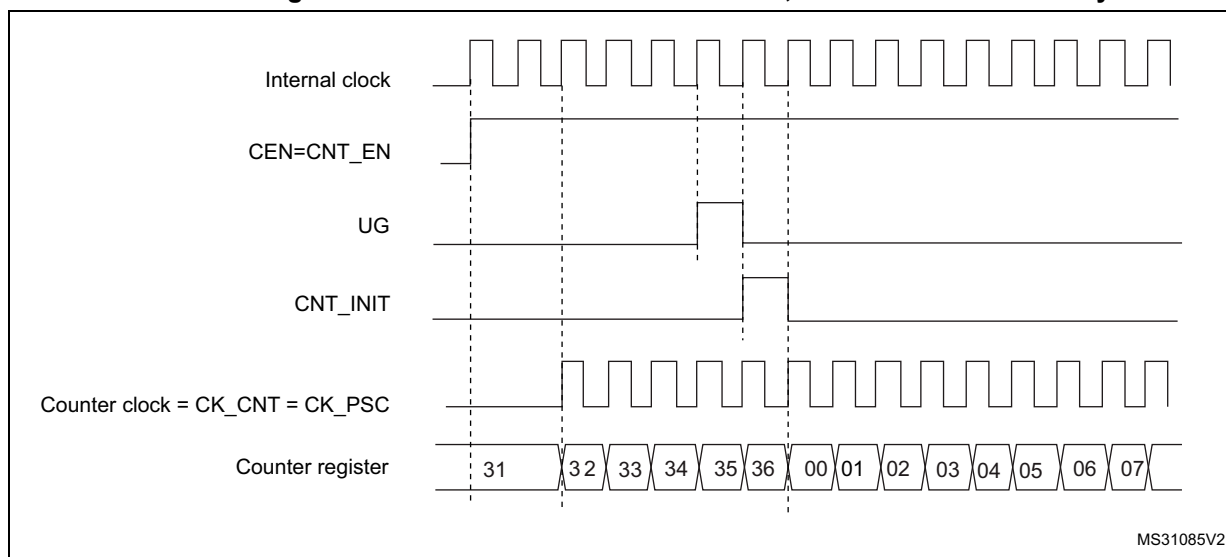 Internal clock
CEN=CNT_EN
UG
CNT_INIT
Counter clock = CK_CNT = CK_PSC
Counter register
31 32 33 34 35 36 00 01 02 03 04 05 06 07
MS31085V2